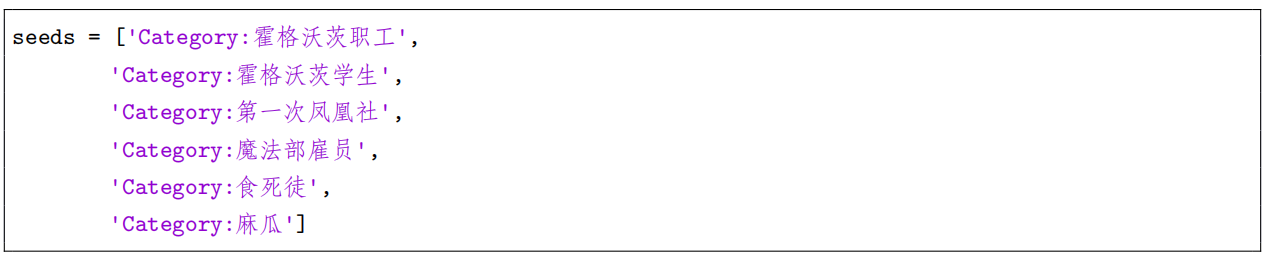 seeds = ['Category:霍格沃茨职工',
'Category:霍格沃茨学生',
'Category:第一次凤凰社',
'Category:魔法部雇员',
'Category:食死徒',
'Category:麻瓜']